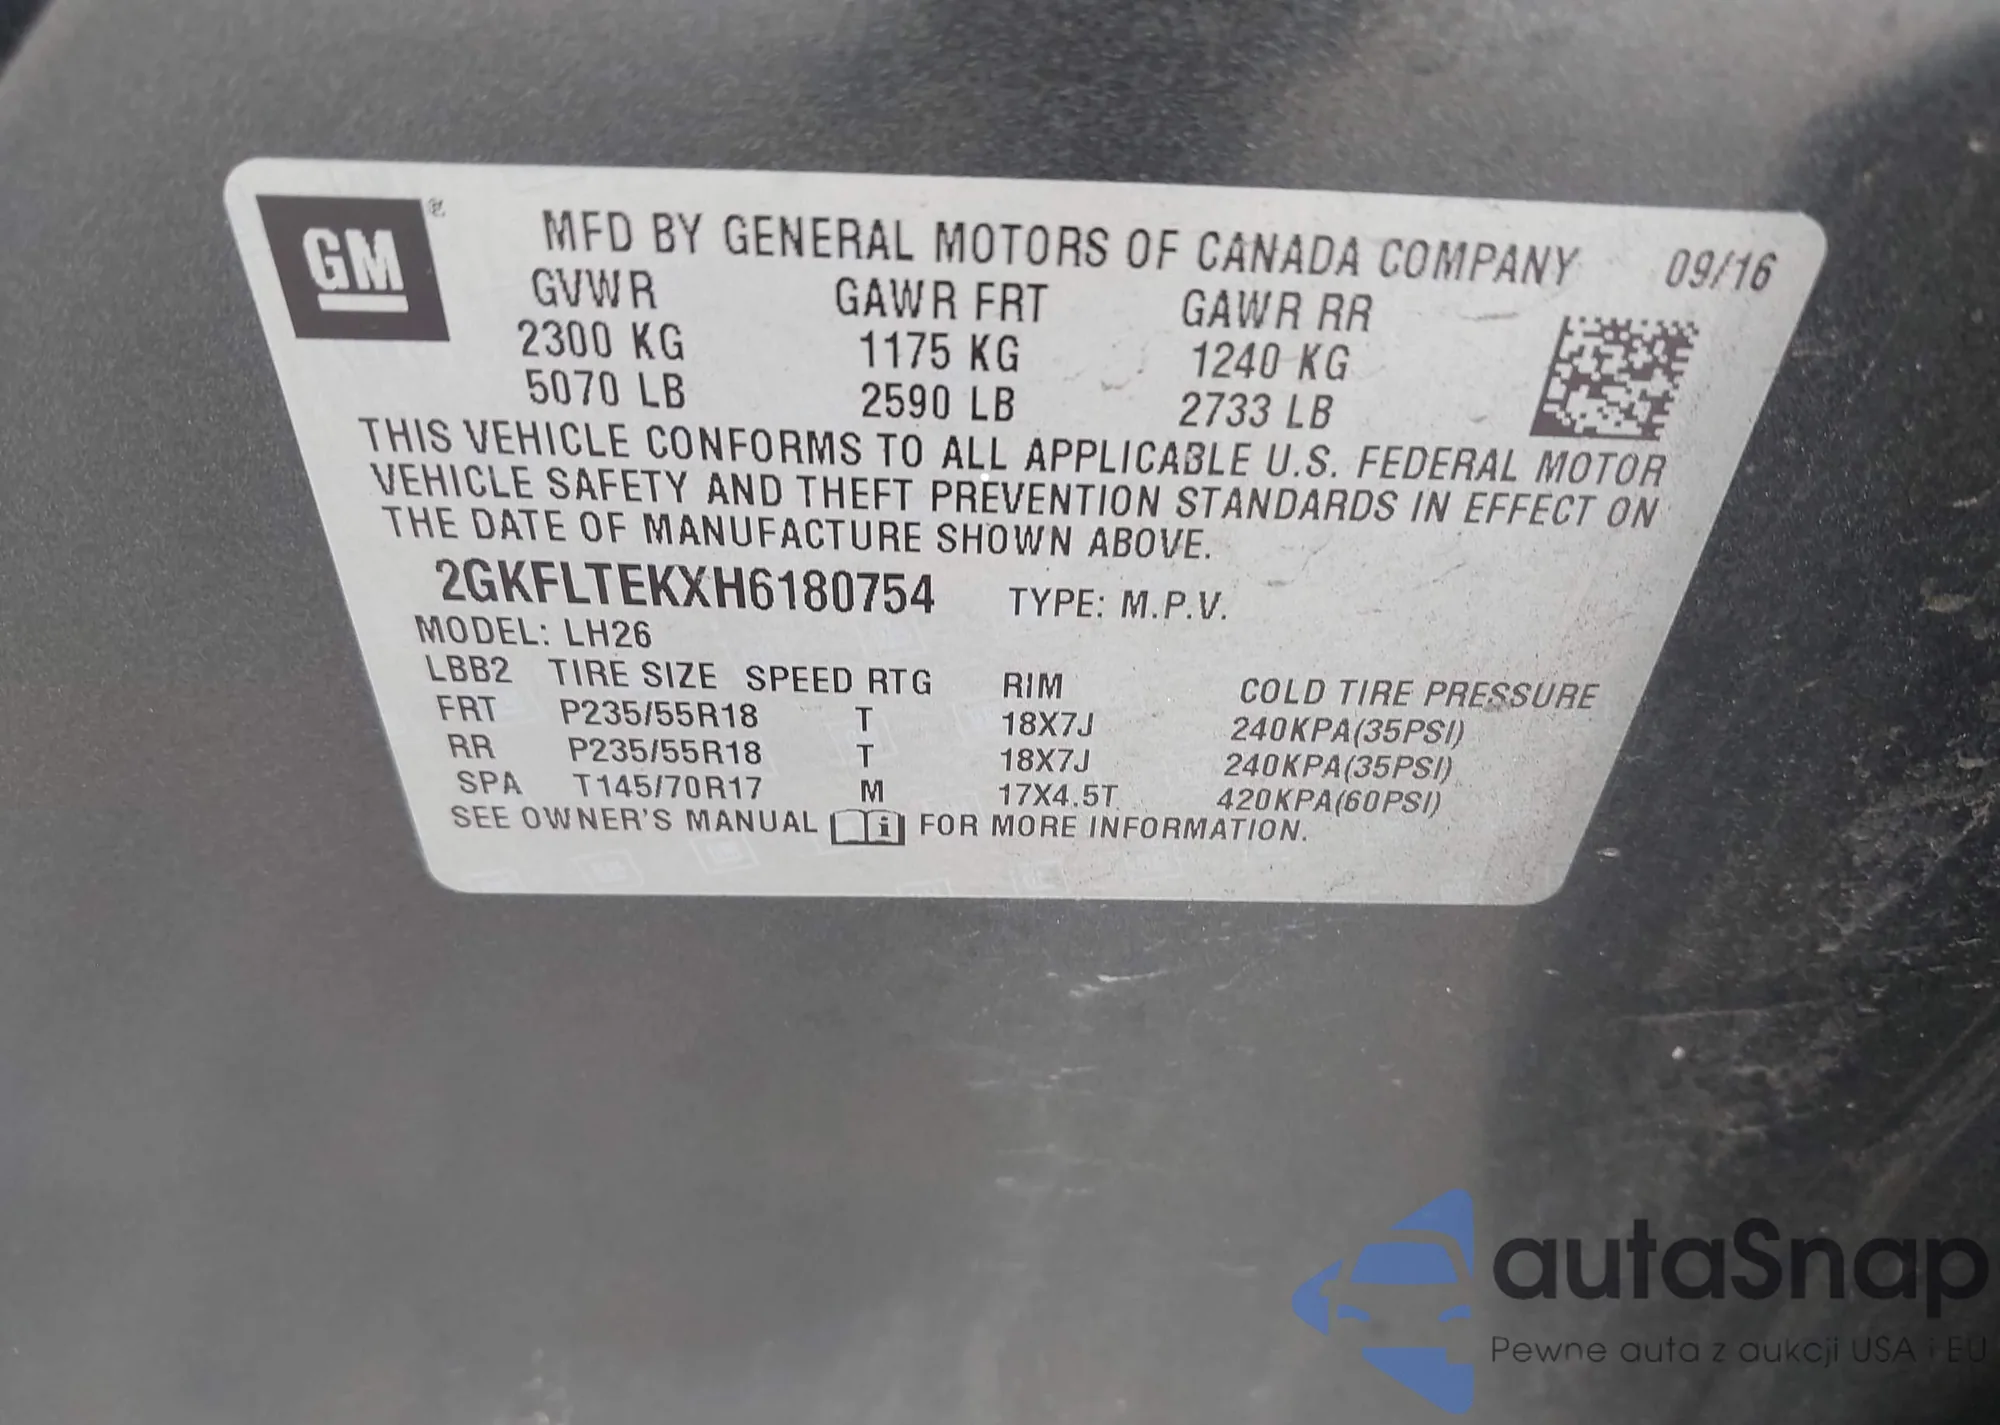 GM ®
MFD BY GENERAL MOTORS OF CANADA COMPANY 09/16
GVWR GAWR FRT GAWR RR
2300 KG 1175 KG 1240 KG
5070 LB 2590 LB 2733 LB
THIS VEHICLE CONFORMS TO ALL APPLICABLE U.S. FEDERAL MOTOR
VEHICLE SAFETY AND THEFT PREVENTION STANDARDS IN EFFECT ON
THE DATE OF MANUFACTURE SHOWN ABOVE.
2GKFLTEKXH6180754 TYPE: M.P.V.
MODEL: LH26
LBB2 TIRE SIZE SPEED RTG RIM COLD TIRE PRESSURE
FRT P235/55R18 T 18X7J 240KPA(35PSI)
RR P235/55R18 T 18X7J 240KPA(35PSI)
SPA T145/70R17 M 17X4.5T 420KPA(60PSI)
SEE OWNER'S MANUAL i FOR MORE INFORMATION.
autaSnap
Pewne auta z aukcji USA i EU